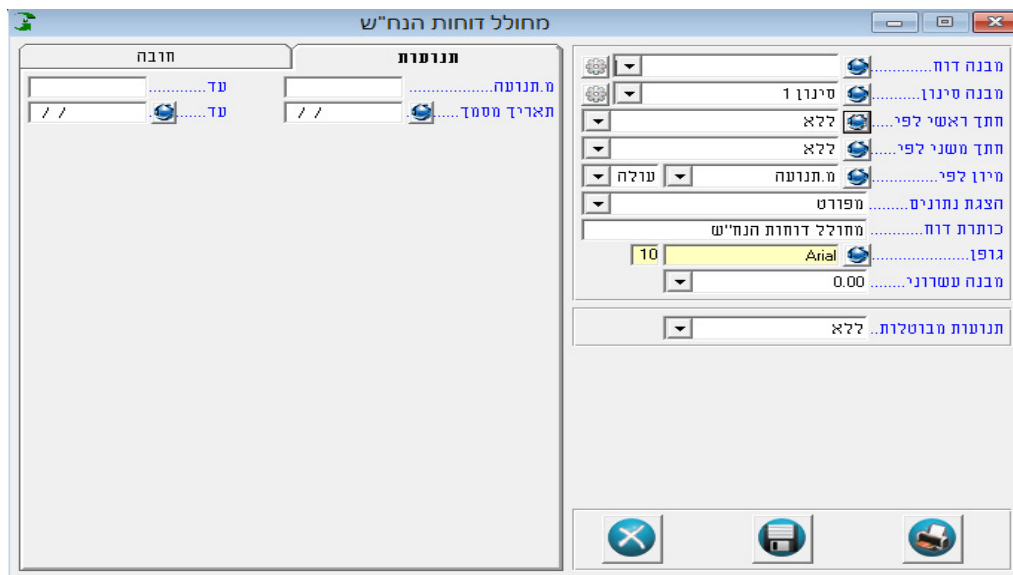 מחולל דוחות הנח"ש
מבנה דוח.............
מבנה סינון.......... סינון 1
חתך ראשי לפי..... ללא
חתך משני לפי...... ללא
מיון לפי............... מ.תנועה עולה
הצגת נתונים......... מפורט
כותרת דוח............ מחולל דוחות הנח"ש
גופן..................... Arial 10
מבנה עשרוני........ 0.00
תנועות מבוטלות.. ללא
תנועות
חובה
מ.תנועה.................. עד............
תאריך מסמך....... / / עד....... / /